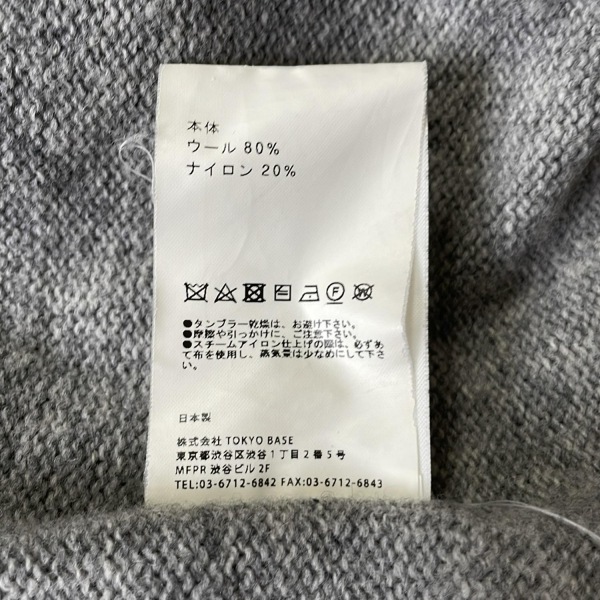 本体
ウール 80%
ナイロン 20%
F
W
●タンブラー乾燥は、お避け下さい。
●摩擦や引っかけに、ご注意下さい。
●スチームアイロン仕上げの際は、必ずあ
て布を使用し、蒸気量は少なめにして下さ
い。
日本製
株式会社 TOKYO BASE
東京都渋谷区渋谷1丁目2番5号
MFPR 渋谷ビル 2F
TEL:03-6712-6842 FAX:03-6712-6843